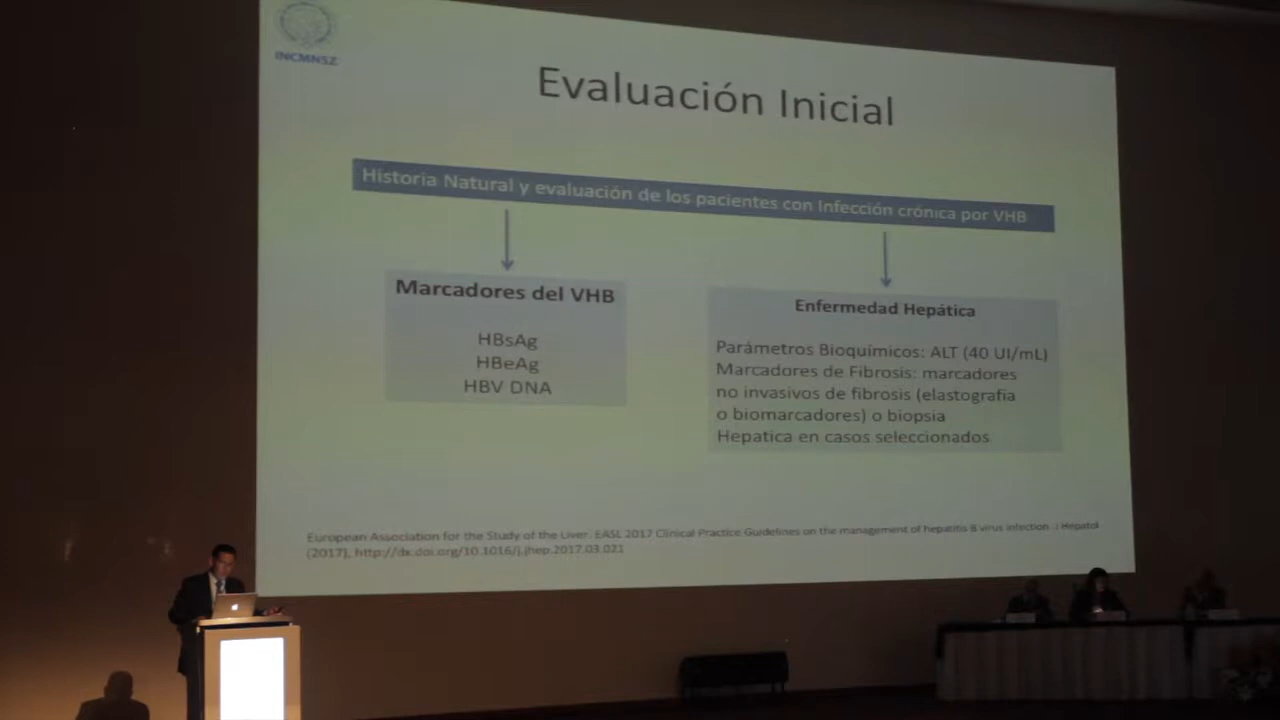 INCMNSZ
Evaluación Inicial
Historia Natural y evaluación de los pacientes con Infección crónica por VHB
Marcadores del VHB
HBsAg
HBeAg
HBV DNA
Enfermedad Hepática
Parámetros Bioquímicos: ALT (40 UI/mL)
Marcadores de Fibrosis: marcadores
no invasivos de fibrosis (elastografia
o biomarcadores) o biopsia
Hepatica en casos seleccionados
European Association for the Study of the Liver. EASL 2017 Clinical Practice Guidelines on the management of hepatitis B virus infection. J Hepatol
(2017), http://dx.doi.org/10.1016/j.jhep.2017.03.021